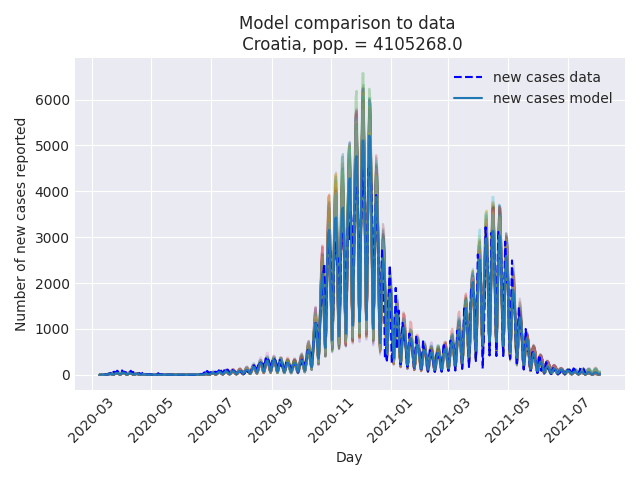 Model comparison to data
Croatia, pop. = 4105268.0
new cases data
new cases model
Number of new cases reported
6000
5000
4000
3000
2000
1000
0
2020-03
2020-05
2020-07
2020-09
2020-11
2021-01
2021-03
2021-05
2021-07
Day